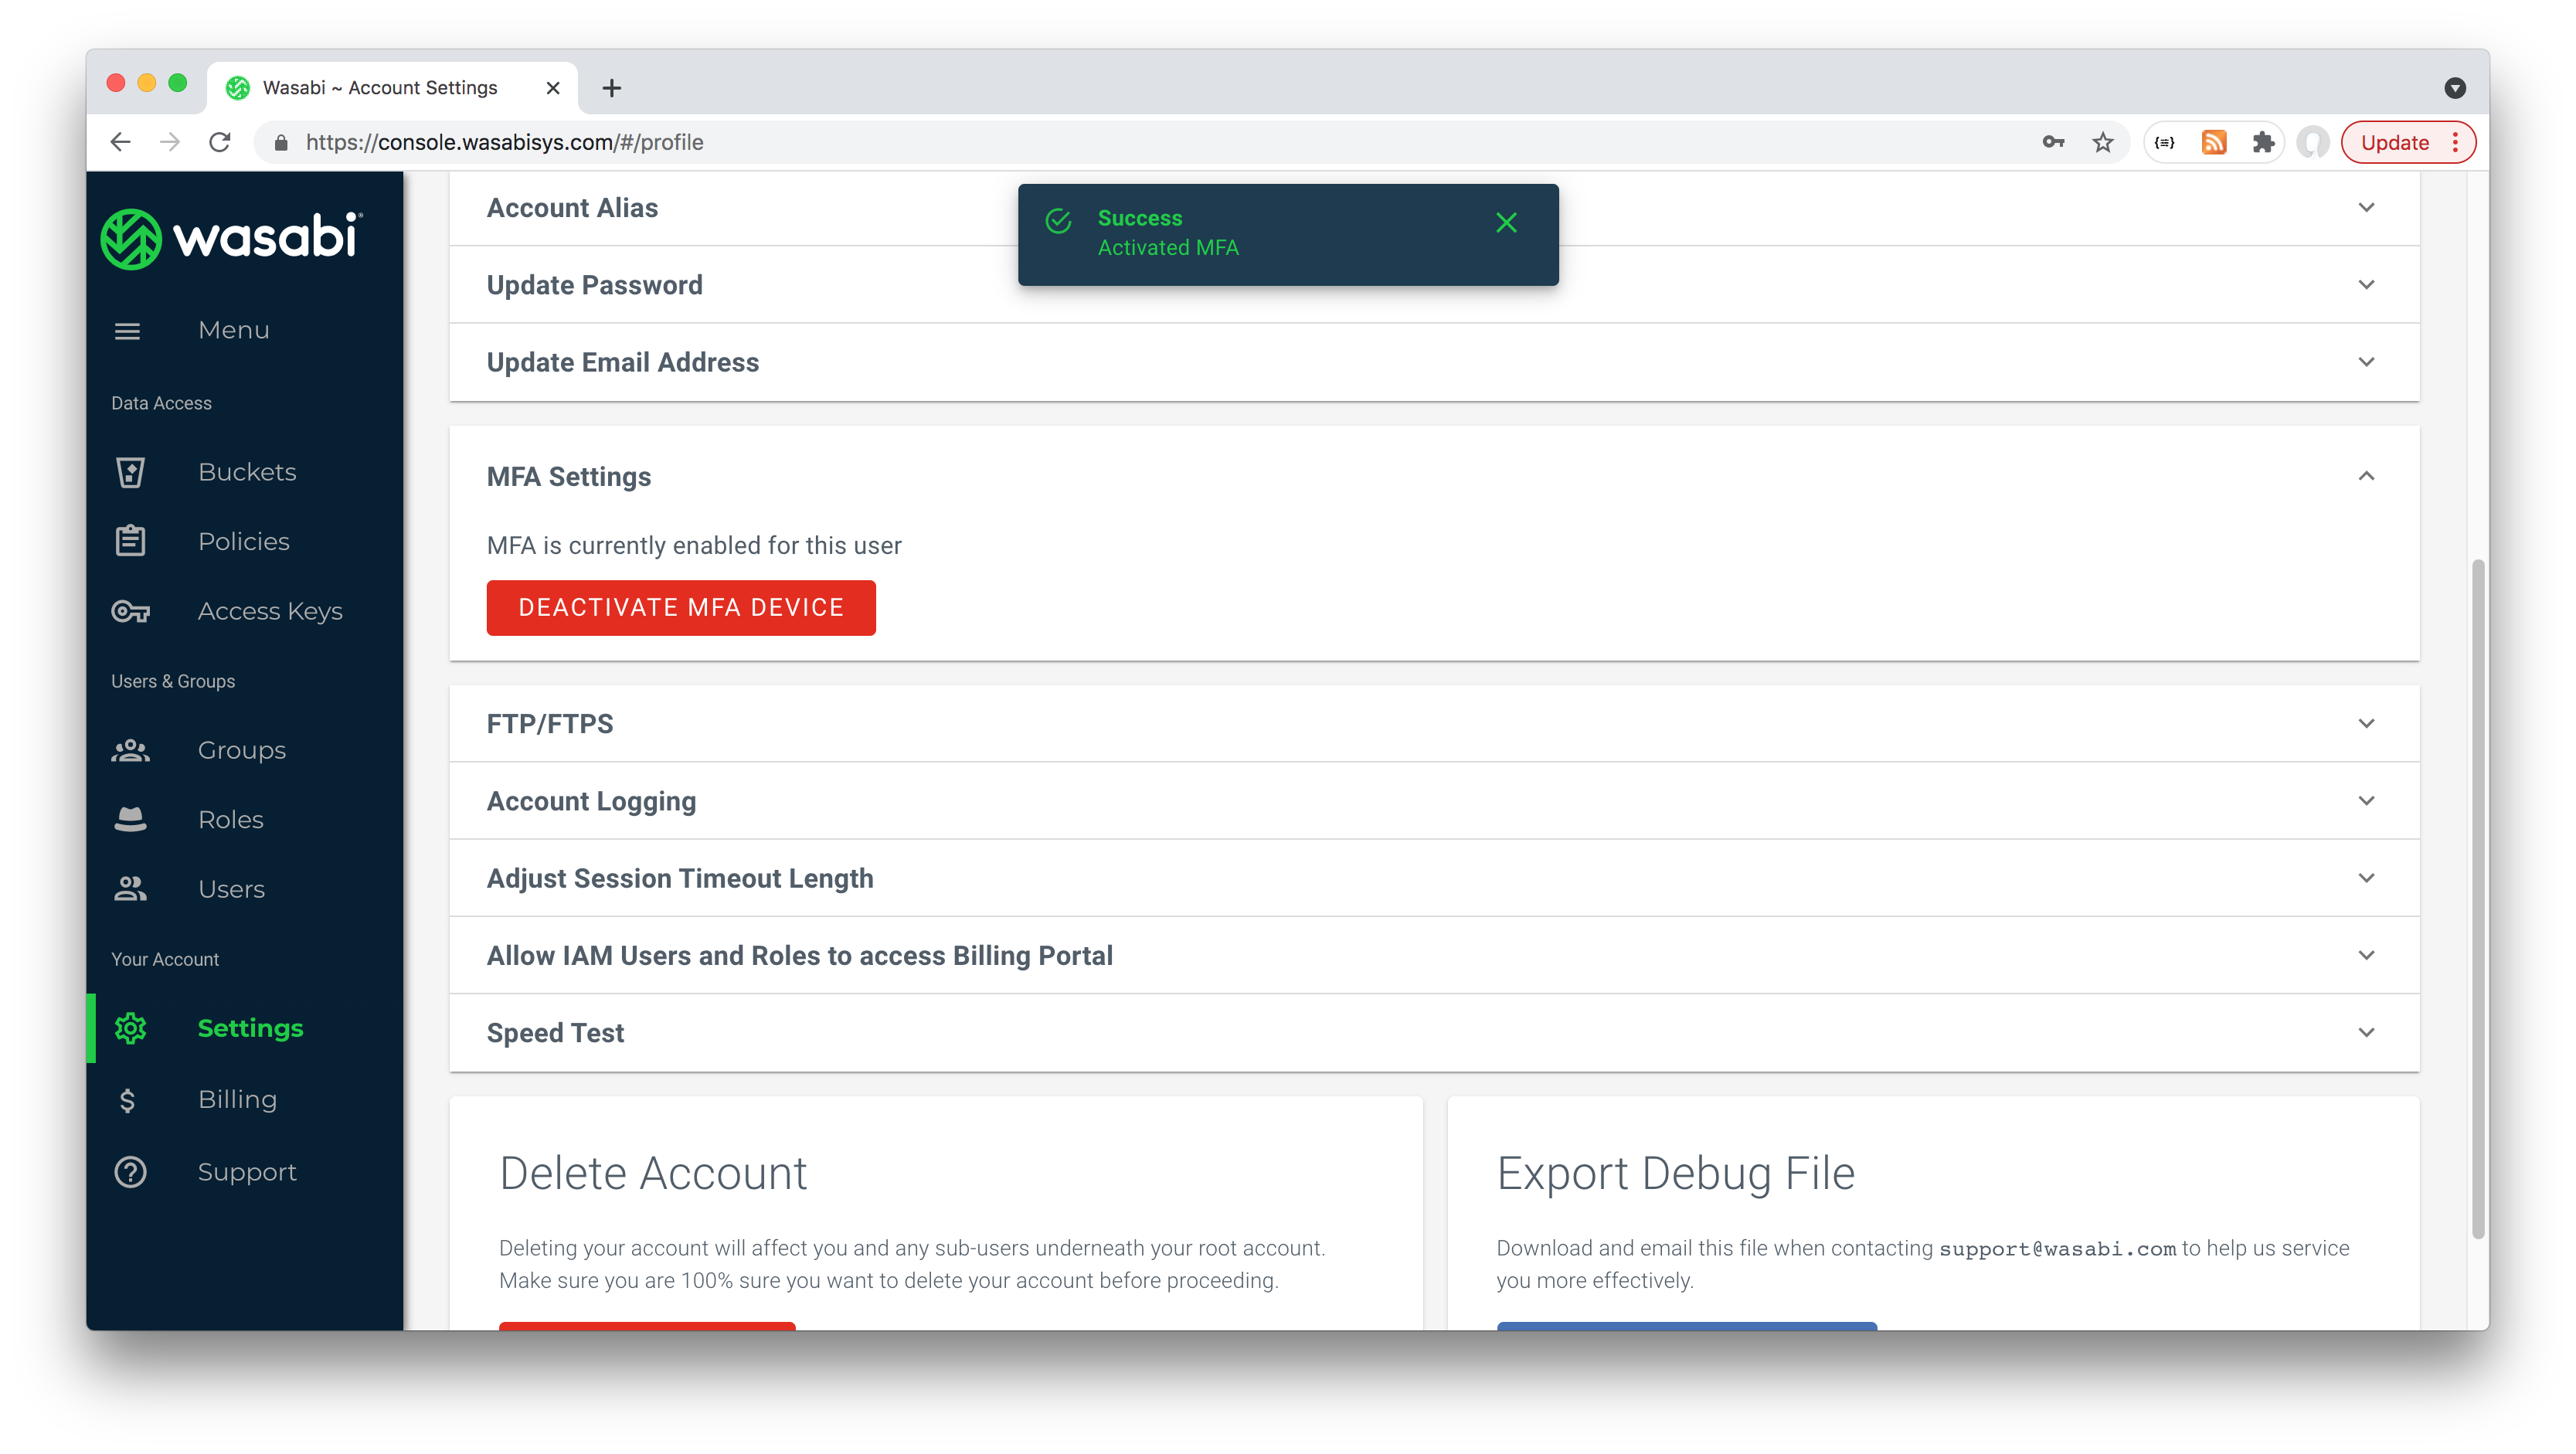 Wasabi ~ Account Settings
https://console.wasabisys.com/#/profile
Update
wasabi
Menu
Data Access
Buckets
Policies
Access Keys
Users & Groups
Groups
Roles
Users
Your Account
Settings
Billing
Support
Success
Activated MFA
Account Alias
Update Password
Update Email Address
MFA Settings
MFA is currently enabled for this user
DEACTIVATE MFA DEVICE
FTP/FTPS
Account Logging
Adjust Session Timeout Length
Allow IAM Users and Roles to access Billing Portal
Speed Test
Delete Account
Deleting your account will affect you and any sub-users underneath your root account.
Make sure you are 100% sure you want to delete your account before proceeding.
Export Debug File
Download and email this file when contacting support@wasabi.com to help us service
you more effectively.